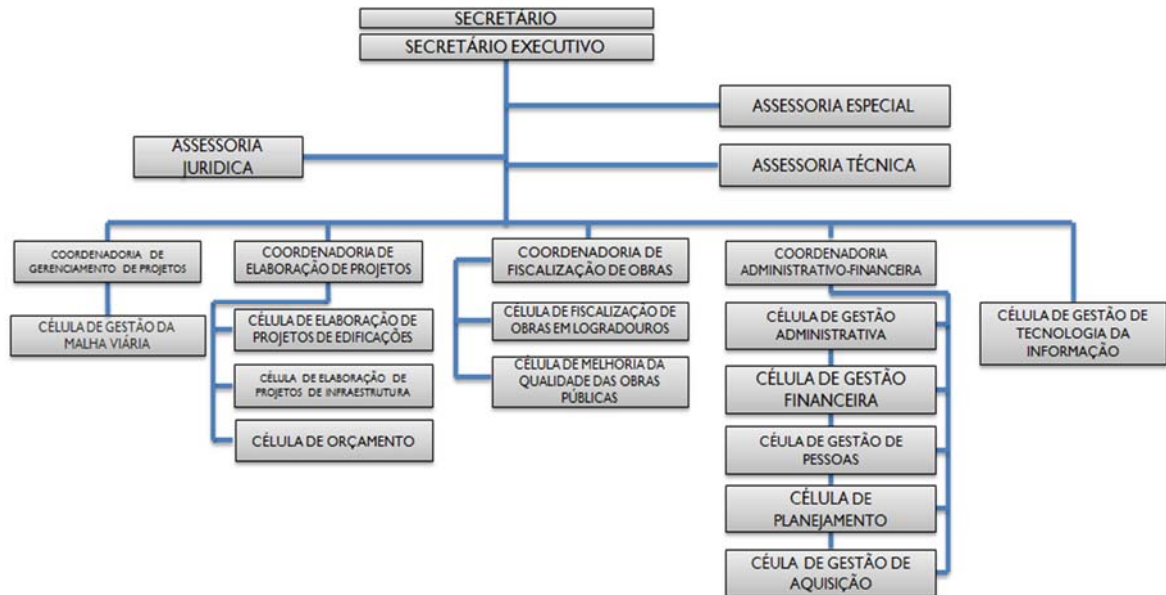 SECRETÁRIO
SECRETÁRIO EXECUTIVO
ASSESSORIA ESPECIAL
ASSESSORIA
JURIDICA
ASSESSORIA TÉCNICA
COORDENADORIA DE
GERENCIAMENTO DE PROJETOS
CÉLULA DE GESTÃO DA
MALHA VIÁRIA
COORDENADORIA DE
ELABORAÇÃO DE PROJETOS
CÉLULA DE ELABORAÇÃO DE
PROJETOS DE EDIFICAÇÕES
CÉLULA DE ELABORAÇÃO DE
PROJETOS DE INFRAESTRUTURA
CÉLULA DE ORÇAMENTO
COORDENADORIA DE
FISCALIZAÇÃO DE OBRAS
CÉLULA DE FISCALIZAÇÃO DE
OBRAS EM LOGRADOUROS
CÉLULA DE MELHORIA DA
QUALIDADE DAS OBRAS
PÚBLICAS
COORDENADORIA
ADMINISTRATIVO-FINANCEIRA
CÉLULA DE GESTÃO
ADMINISTRATIVA
CÉLULA DE GESTÃO
FINANCEIRA
CÉULA DE GESTÃO DE
PESSOAS
CÉLULA DE
PLANEJAMENTO
CÉULA DE GESTÃO DE
AQUISIÇÃO
CÉLULA DE GESTÃO DE
TECNOLOGIA DA
INFORMAÇÃO